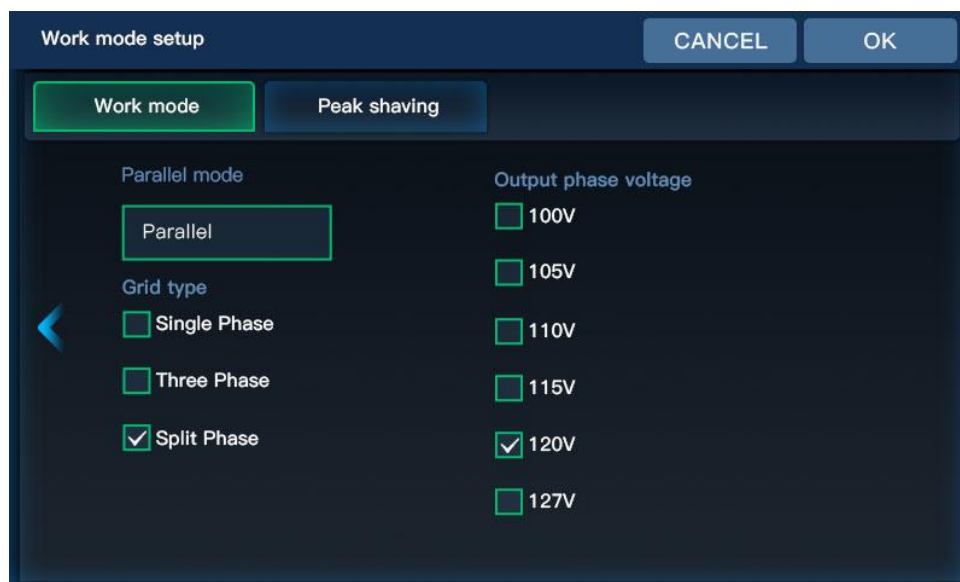 Work mode setup
CANCEL
OK
Work mode
Peak shaving
Parallel mode
Parallel
Grid type
Single Phase
Three Phase
Split Phase
Output phase voltage
100V
105V
110V
115V
120V
127V